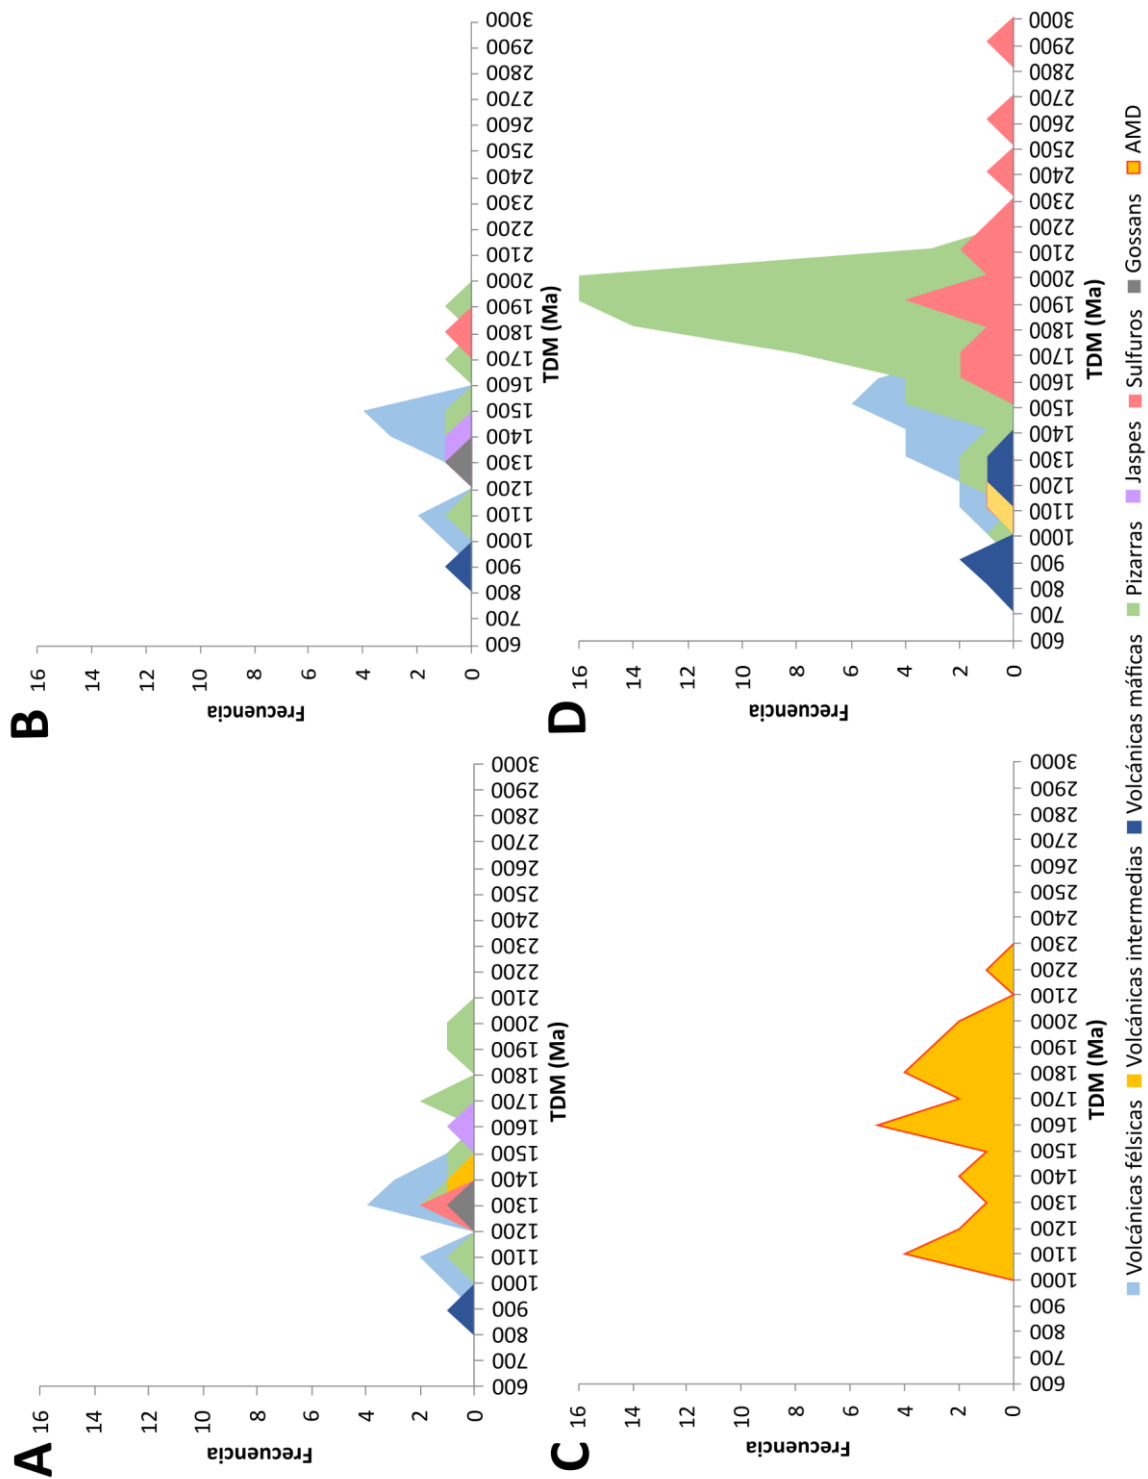 A
16
14
12
10
8
6
4
2
0
Frecuencia
600 700 800 900 1000 1100 1200 1300 1400 1500 1600 1700 1800 1900 2000 2100 2200 2300 2400 2500 2600 2700 2800 2900 3000
TDM (Ma)
B
16
14
12
10
8
6
4
2
0
Frecuencia
600 700 800 900 1000 1100 1200 1300 1400 1500 1600 1700 1800 1900 2000 2100 2200 2300 2400 2500 2600 2700 2800 2900 3000
TDM (Ma)
C
16
14
12
10
8
6
4
2
0
Frecuencia
600 700 800 900 1000 1100 1200 1300 1400 1500 1600 1700 1800 1900 2000 2100 2200 2300 2400 2500 2600 2700 2800 2900 3000
TDM (Ma)
D
16
14
12
10
8
6
4
2
0
Frecuencia
600 700 800 900 1000 1100 1200 1300 1400 1500 1600 1700 1800 1900 2000 2100 2200 2300 2400 2500 2600 2700 2800 2900 3000
TDM (Ma)
Volcánicas félsicas Volcánicas intermedias Volcánicas máficas Pizarras Jaspes Sulfuros Gossans AMD